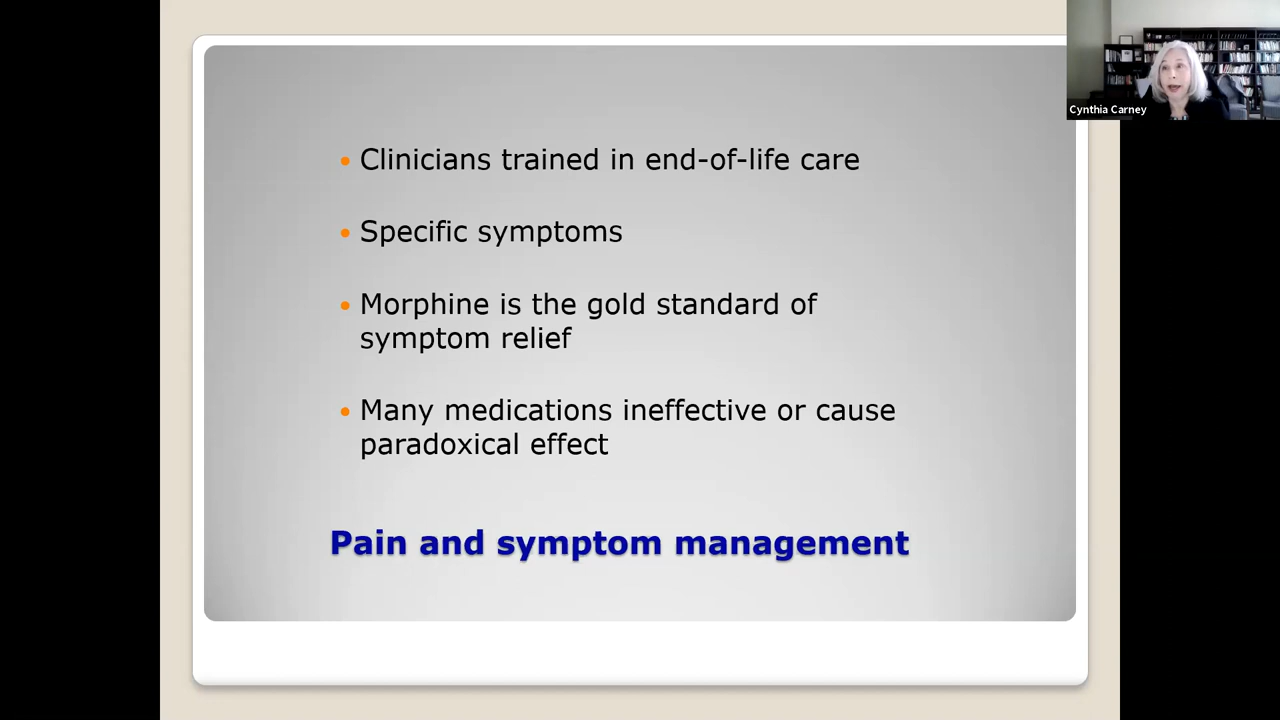 Cynthia Carney
• Clinicians trained in end-of-life care
• Specific symptoms
• Morphine is the gold standard of
symptom relief
• Many medications ineffective or cause
paradoxical effect
Pain and symptom management